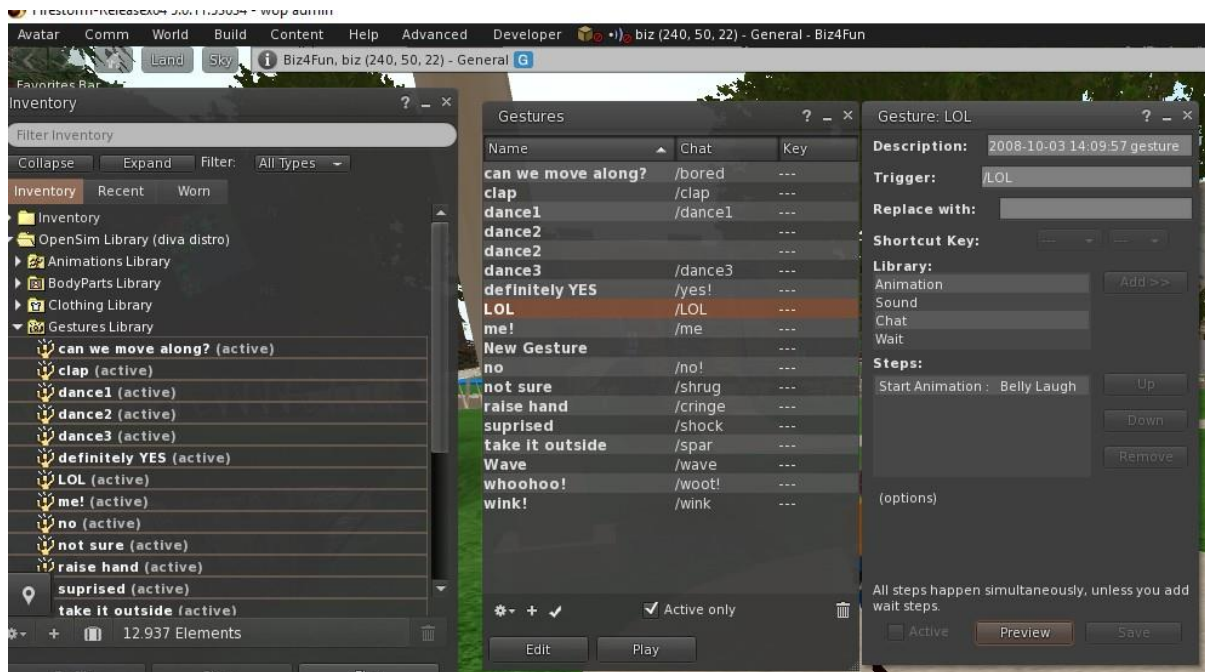 Avatar Comm World Build Content Help Advanced Developer biz (240, 50, 22) - General - Biz4Fun
Land Sky Biz4Fun, biz (240, 50, 22) - General G
Favorites Bar
Inventory ? _ ×
Filter Inventory
Collapse Expand Filter: All Types
Inventory Recent Worn
Inventory
OpenSim Library (diva distro)
Animations Library
BodyParts Library
Clothing Library
Gestures Library
can we move along? (active)
clap (active)
dance1 (active)
dance2 (active)
dance3 (active)
definitely YES (active)
LOL (active)
me! (active)
no (active)
not sure (active)
raise hand (active)
suprised (active)
take it outside (active)
+ 12.937 Elements
Gestures ? _ ×
Name Chat Key
can we move along? /bored ---
clap /clap ---
dance1 /dance1 ---
dance2 ---
dance2 ---
dance3 /dance3 ---
definitely YES /yes! ---
LOL /LOL ---
me! /me ---
New Gesture ---
no /no! ---
not sure /shrug ---
raise hand /cringe ---
suprised /shock ---
take it outside /spar ---
Wave /wave ---
whoohoo! /woot! ---
wink! /wink ---
+ Active only
Edit Play
Gesture: LOL ? _ ×
Description: 2008-10-03 14:09:57 gesture
Trigger: /LOL
Replace with:
Shortcut Key: --- ---
Library:
Animation Add >>
Sound
Chat
Wait
Steps:
Start Animation : Belly Laugh Up
Down
Remove
(options)
All steps happen simultaneously, unless you add
wait steps.
Active Preview Save